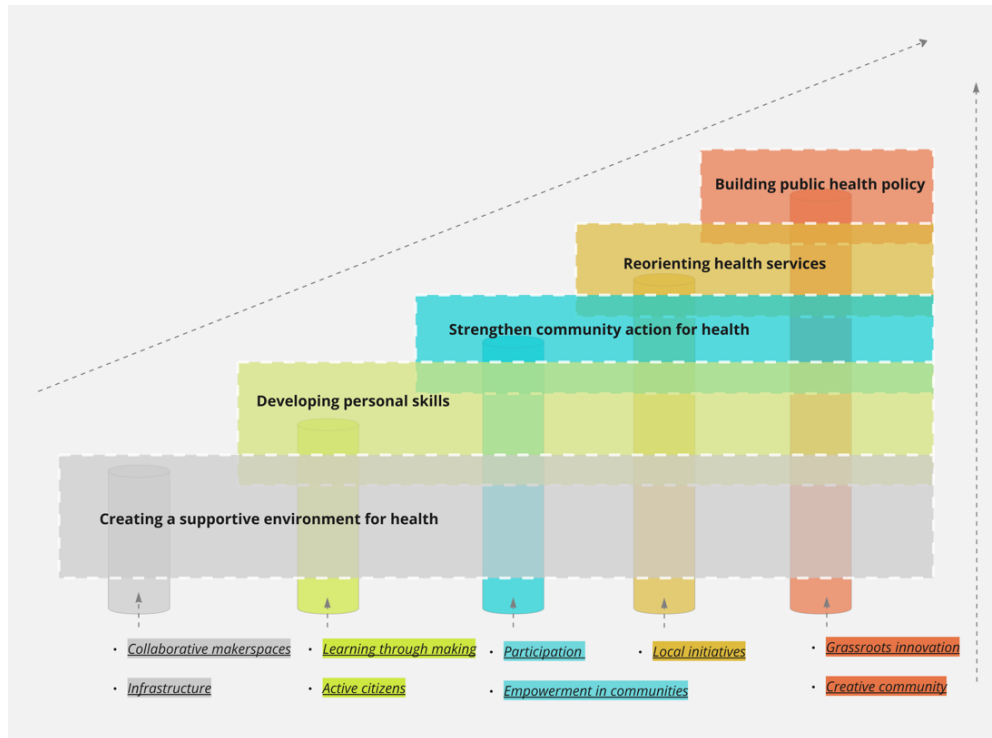 Building public health policy
Reorienting health services
Strengthen community action for health
Developing personal skills
Creating a supportive environment for health
• Collaborative makerspaces
• Infrastructure
• Learning through making
• Active citizens
• Participation
• Empowerment in communities
• Local initiatives
• Grassroots innovation
• Creative community